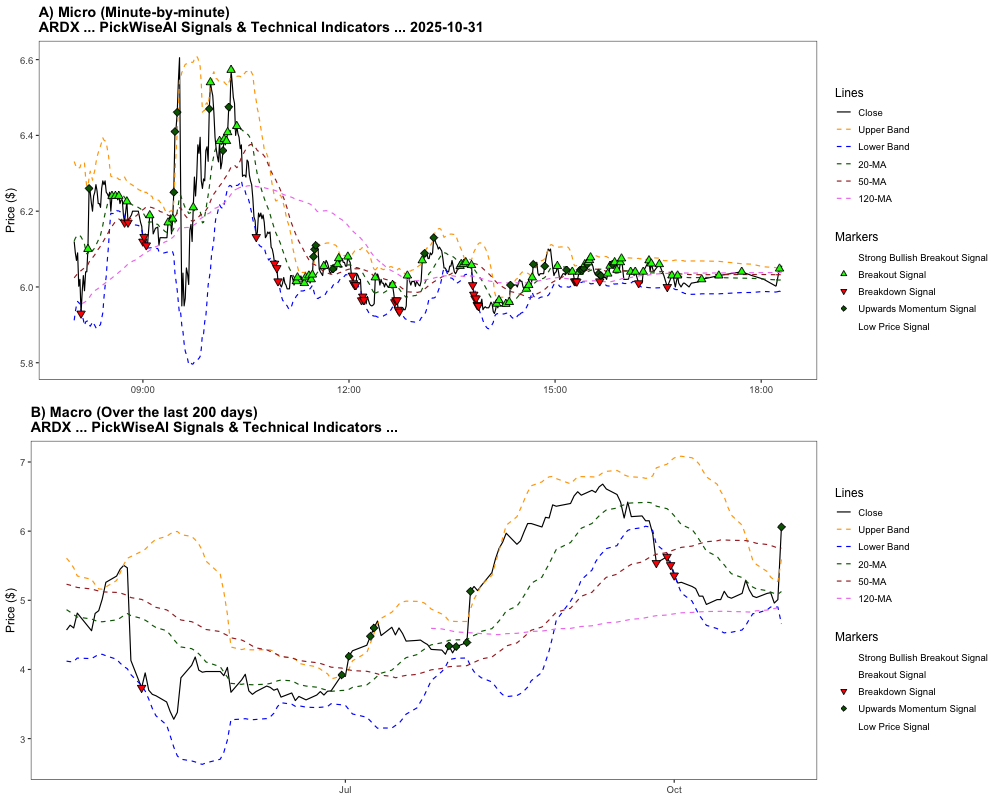 A) Micro (Minute-by-minute)
ARDX ... PickWiseAI Signals & Technical Indicators ... 2025-10-31
Price ($)
6.6
6.4
6.2
6.0
5.8
09:00
12:00
15:00
18:00
Lines
Close
Upper Band
Lower Band
20-MA
50-MA
120-MA
Markers
Strong Bullish Breakout Signal
Breakout Signal
Breakdown Signal
Upwards Momentum Signal
Low Price Signal
B) Macro (Over the last 200 days)
ARDX ... PickWiseAI Signals & Technical Indicators ...
Price ($)
7
6
5
4
3
Jul
Oct
Lines
Close
Upper Band
Lower Band
20-MA
50-MA
120-MA
Markers
Strong Bullish Breakout Signal
Breakout Signal
Breakdown Signal
Upwards Momentum Signal
Low Price Signal